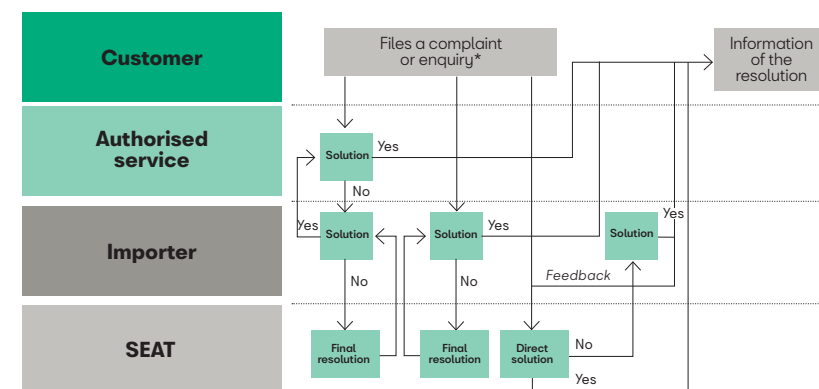 Customer
Files a complaint
or enquiry*
Information
of the
resolution
Authorised
service
Solution
Yes
No
Importer
Yes
Solution
Solution
Yes
Solution
Yes
No
No
Feedback
SEAT
Final
resolution
Final
resolution
Direct
solution
No
Yes